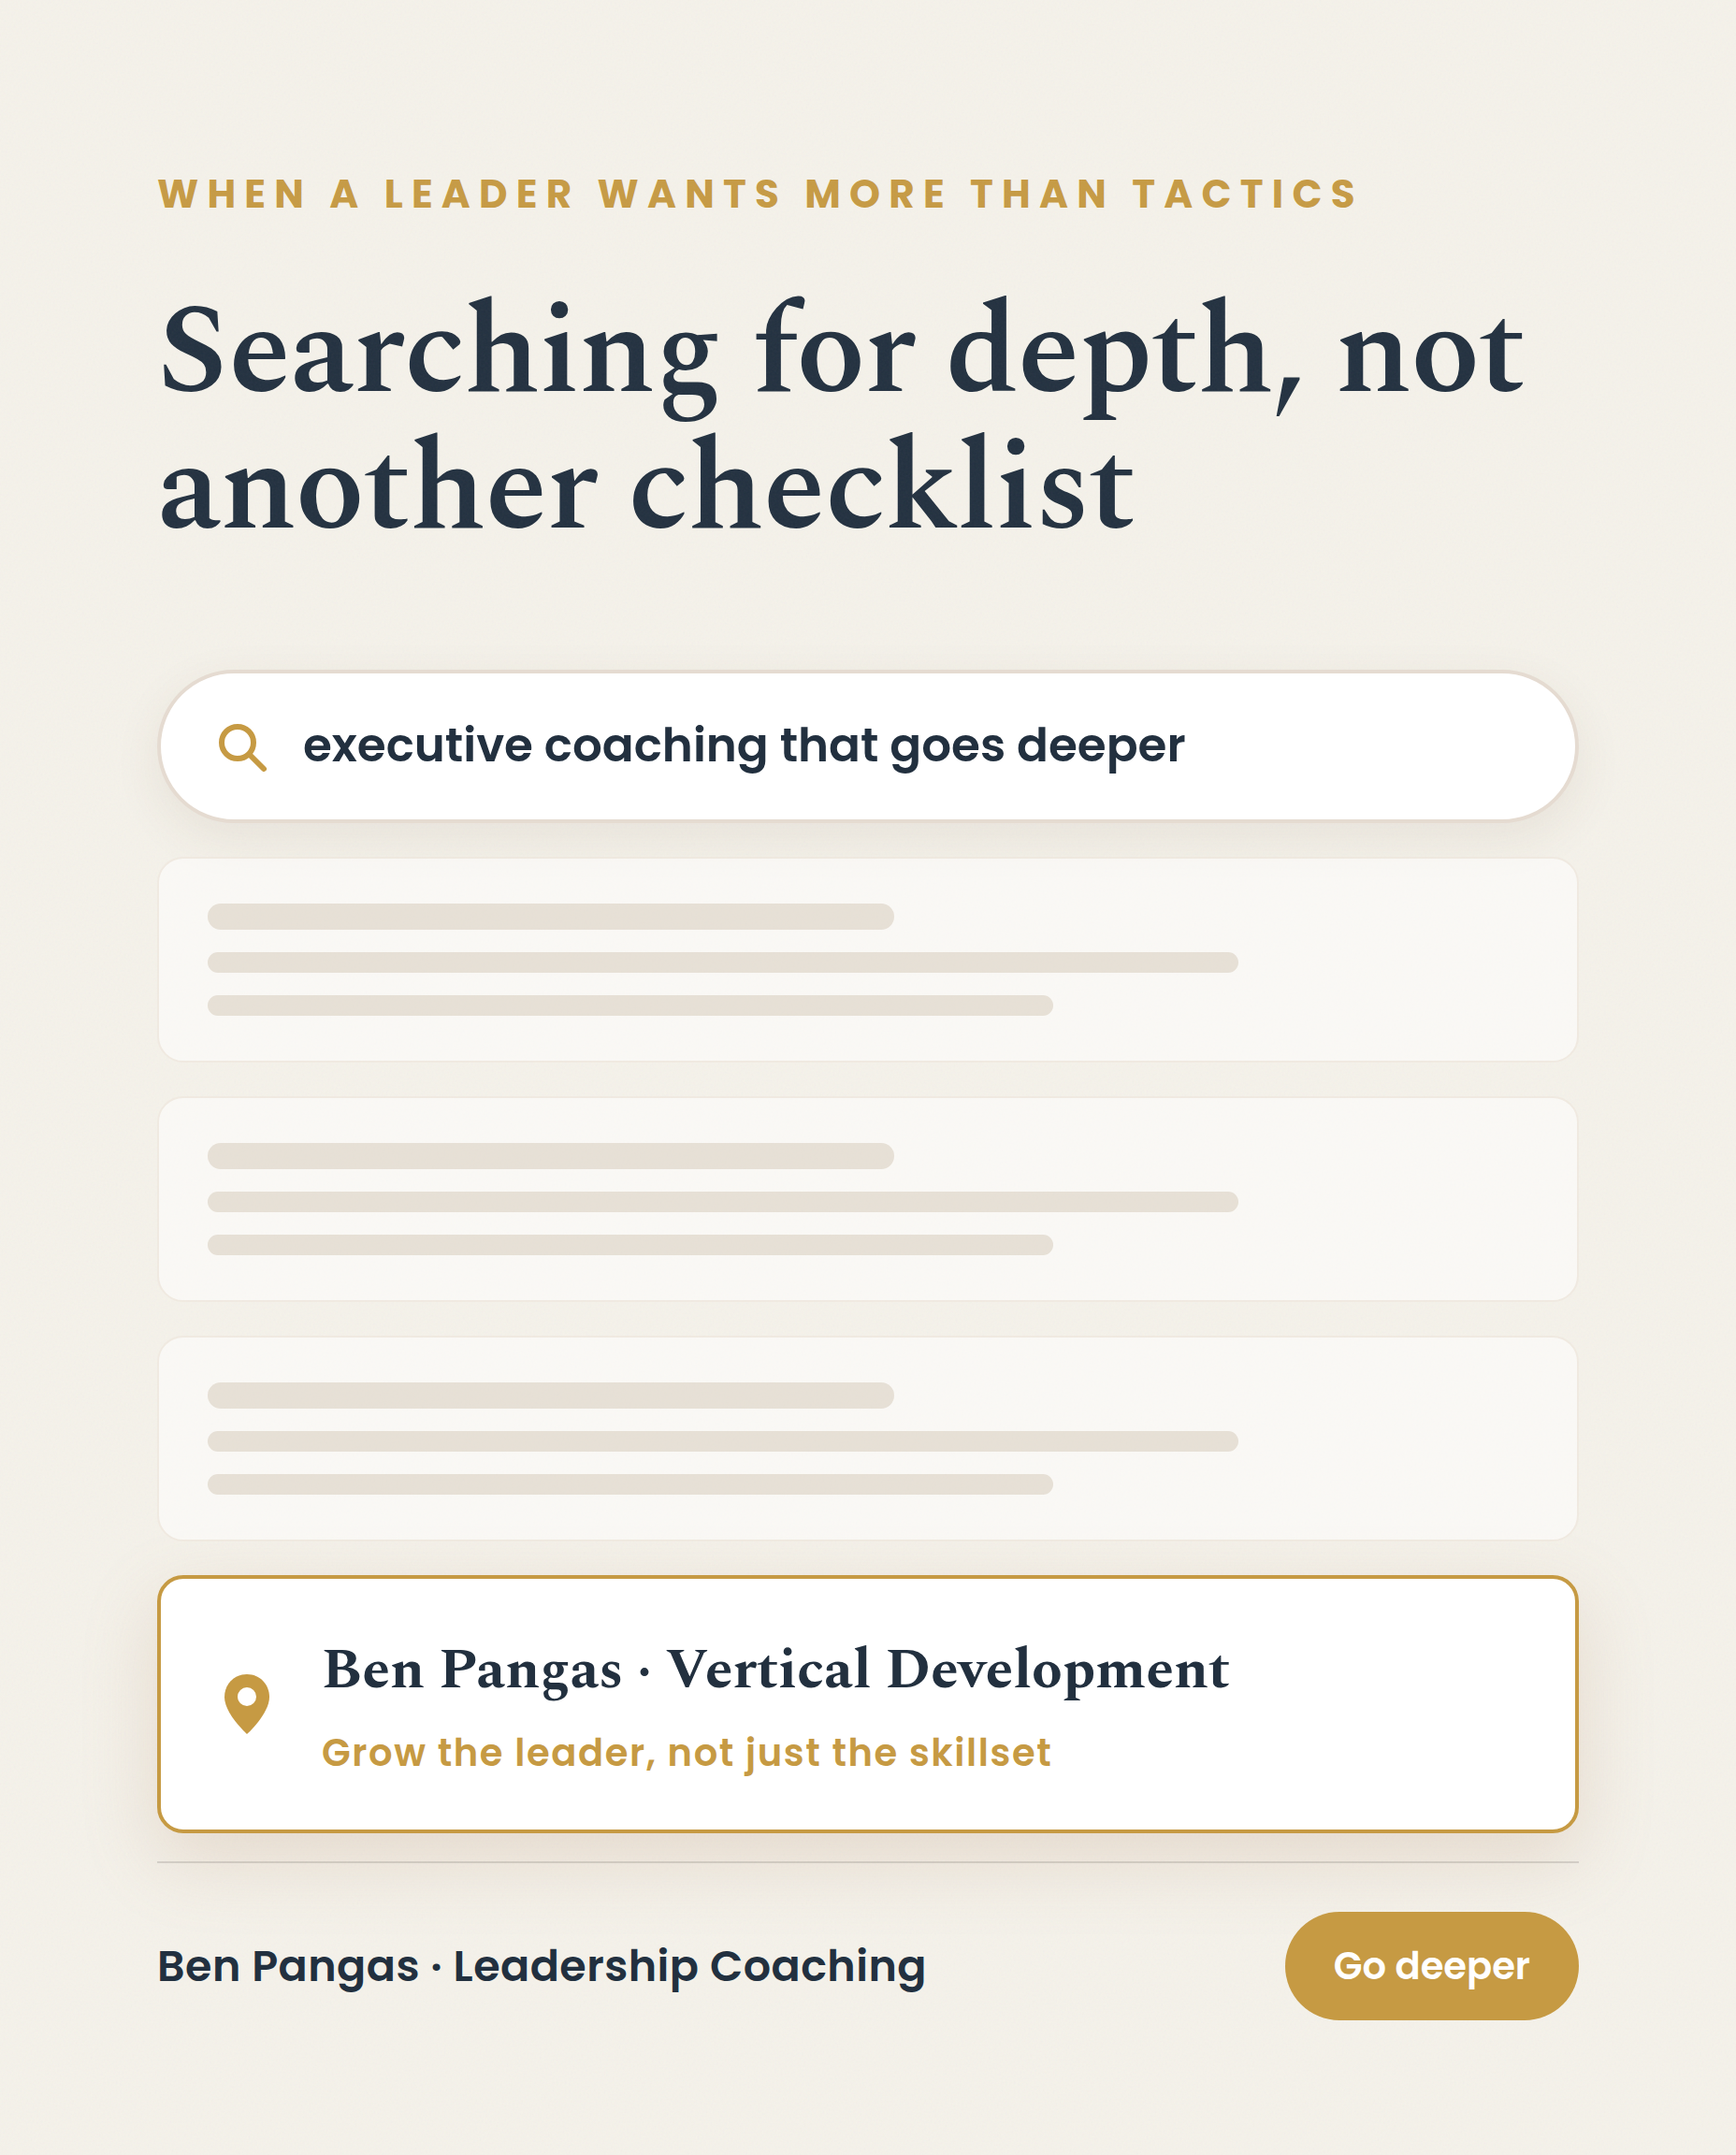 WHEN A LEADER WANTS MORE THAN TACTICS
Searching for depth, not
another checklist
executive coaching that goes deeper
Ben Pangas · Vertical Development
Grow the leader, not just the skillset
Ben Pangas · Leadership Coaching
Go deeper